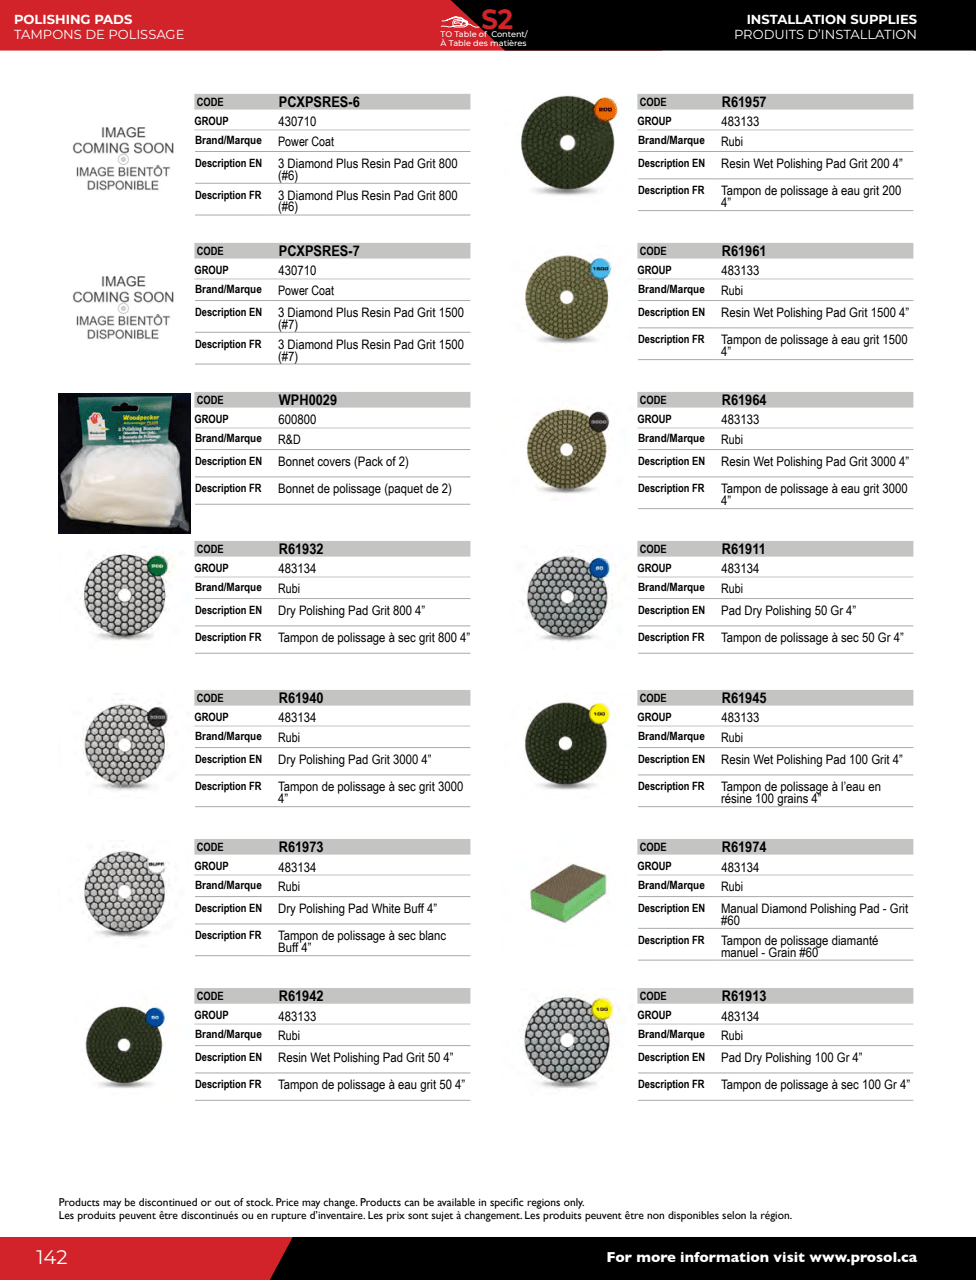 POLISHING PADS
TAMPONS DE POLISSAGE
S2
TO Table of Content/
À Table des matières
INSTALLATION SUPPLIES
PRODUITS D'INSTALLATION
IMAGE
COMING SOON
IMAGE BIENTÔT
DISPONIBLE
CODE PCXPSRES-6
GROUP 430710
Brand/Marque Power Coat
Description EN 3 Diamond Plus Resin Pad Grit 800
(#6)
Description FR 3 Diamond Plus Resin Pad Grit 800
(#6)
200
CODE R61957
GROUP 483133
Brand/Marque Rubi
Description EN Resin Wet Polishing Pad Grit 200 4”
Description FR Tampon de polissage à eau grit 200
4”
IMAGE
COMING SOON
IMAGE BIENTÔT
DISPONIBLE
CODE PCXPSRES-7
GROUP 430710
Brand/Marque Power Coat
Description EN 3 Diamond Plus Resin Pad Grit 1500
(#7)
Description FR 3 Diamond Plus Resin Pad Grit 1500
(#7)
1500
CODE R61961
GROUP 483133
Brand/Marque Rubi
Description EN Resin Wet Polishing Pad Grit 1500 4”
Description FR Tampon de polissage à eau grit 1500
4”
Woodpecker
2 Polishing Bonnets
CODE WPH0029
GROUP 600800
Brand/Marque R&D
Description EN Bonnet covers (Pack of 2)
Description FR Bonnet de polissage (paquet de 2)
3000
CODE R61964
GROUP 483133
Brand/Marque Rubi
Description EN Resin Wet Polishing Pad Grit 3000 4”
Description FR Tampon de polissage à eau grit 3000
4”
800
CODE R61932
GROUP 483134
Brand/Marque Rubi
Description EN Dry Polishing Pad Grit 800 4”
Description FR Tampon de polissage à sec grit 800 4”
50
CODE R61911
GROUP 483134
Brand/Marque Rubi
Description EN Pad Dry Polishing 50 Gr 4”
Description FR Tampon de polissage à sec 50 Gr 4”
3000
CODE R61940
GROUP 483134
Brand/Marque Rubi
Description EN Dry Polishing Pad Grit 3000 4”
Description FR Tampon de polissage à sec grit 3000
4”
100
CODE R61945
GROUP 483133
Brand/Marque Rubi
Description EN Resin Wet Polishing Pad 100 Grit 4”
Description FR Tampon de polissage à l’eau en
résine 100 grains 4”
BUFF
CODE R61973
GROUP 483134
Brand/Marque Rubi
Description EN Dry Polishing Pad White Buff 4”
Description FR Tampon de polissage à sec blanc
Buff 4”
CODE R61974
GROUP 483134
Brand/Marque Rubi
Description EN Manual Diamond Polishing Pad - Grit
#60
Description FR Tampon de polissage diamanté
manuel - Grain #60
50
CODE R61942
GROUP 483133
Brand/Marque Rubi
Description EN Resin Wet Polishing Pad Grit 50 4”
Description FR Tampon de polissage à eau grit 50 4”
100
CODE R61913
GROUP 483134
Brand/Marque Rubi
Description EN Pad Dry Polishing 100 Gr 4”
Description FR Tampon de polissage à sec 100 Gr 4”
Products may be discontinued or out of stock. Price may change. Products can be available in specific regions only.
Les produits peuvent être discontinués ou en rupture d’inventaire. Les prix sont sujet à changement. Les produits peuvent être non disponibles selon la région.
142
For more information visit www.prosol.ca